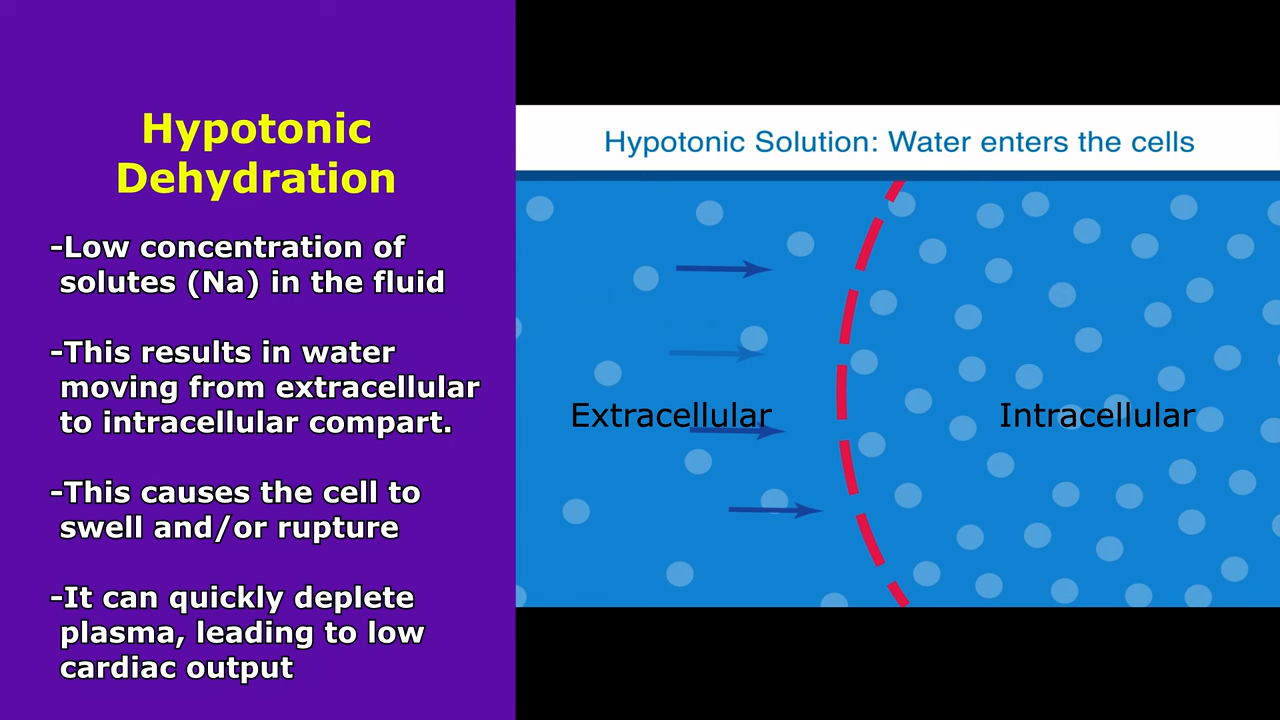 Hypotonic
Dehydration
-Low concentration of
solutes (Na) in the fluid
-This results in water
moving from extracellular
to intracellular compart.
-This causes the cell to
swell and/or rupture
-It can quickly deplete
plasma, leading to low
cardiac output
Hypotonic Solution: Water enters the cells
Extracellular
Intracellular